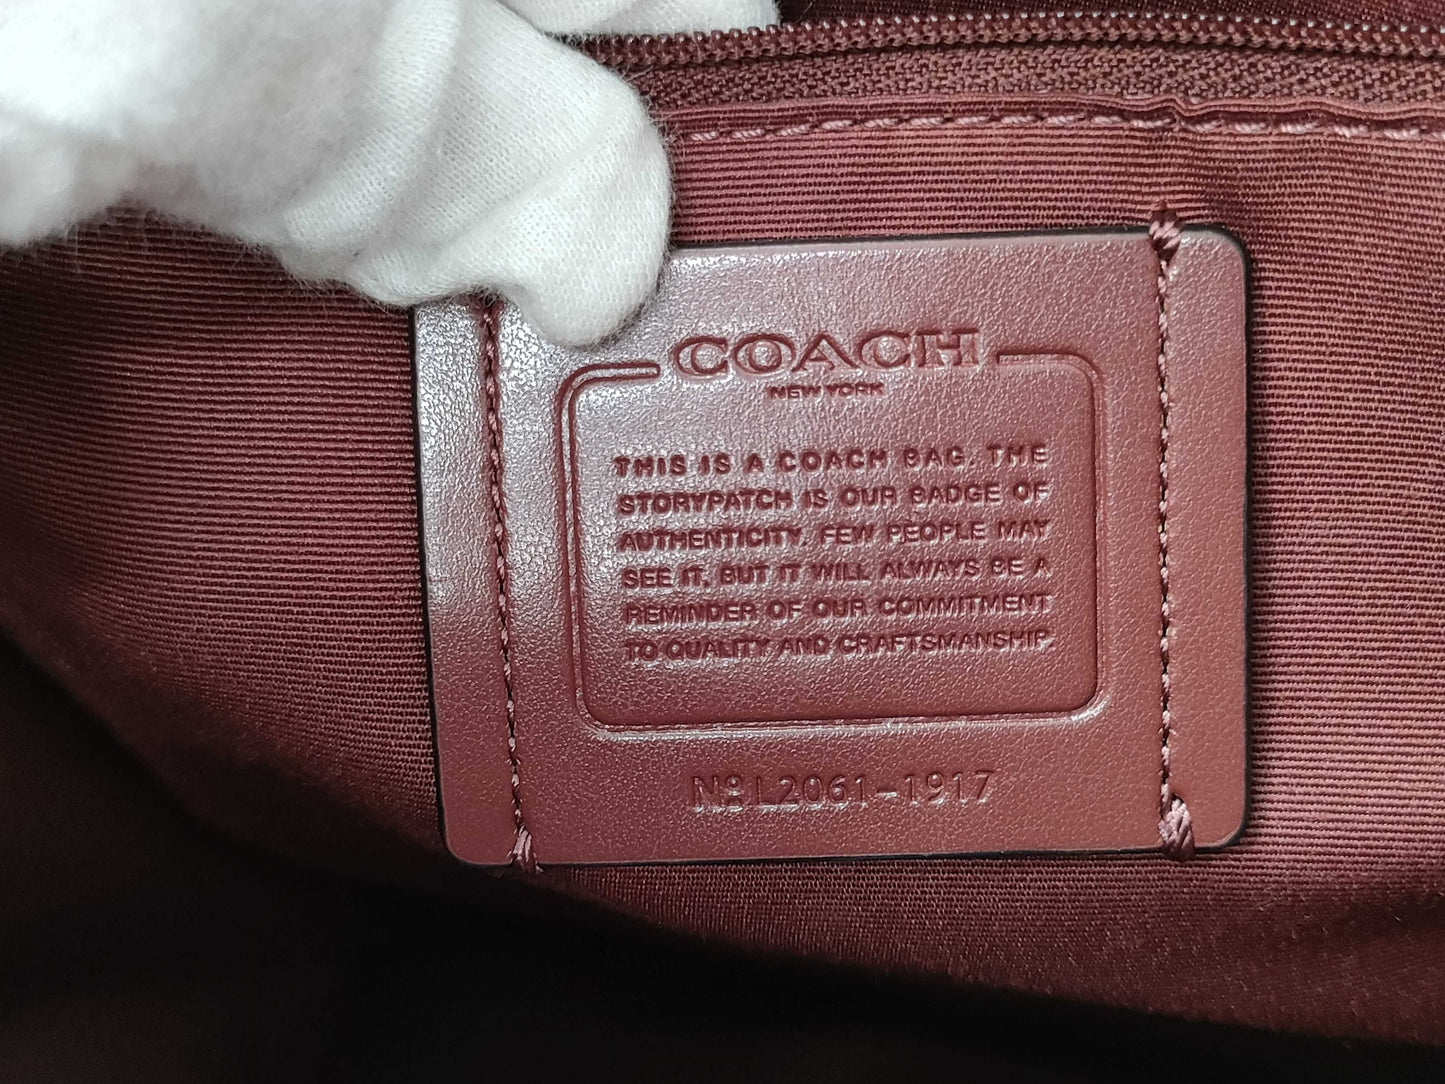 COACH
NEW YORK
THIS IS A COACH BAG. THE
STORYPATCH IS OUR BADGE OF
AUTHENTICITY. FEW PEOPLE MAY
SEE IT, BUT IT WILL ALWAYS BE A
REMINDER OF OUR COMMITMENT
TO QUALITY AND CRAFTSMANSHIP.
Nº L2061-1917